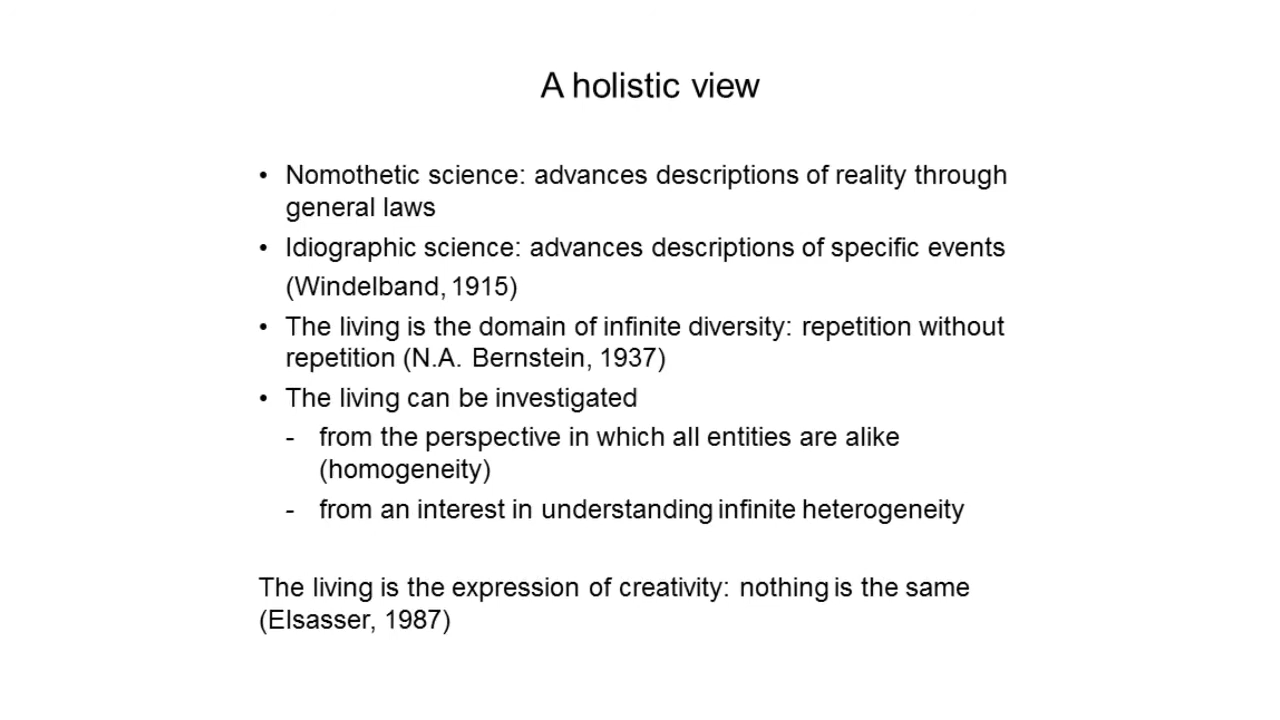 A holistic view
• Nomothetic science: advances descriptions of reality through
general laws
• Idiographic science: advances descriptions of specific events
(Windelband, 1915)
• The living is the domain of infinite diversity: repetition without
repetition (N.A. Bernstein, 1937)
• The living can be investigated
- from the perspective in which all entities are alike
(homogeneity)
- from an interest in understanding infinite heterogeneity
The living is the expression of creativity: nothing is the same
(Elsasser, 1987)